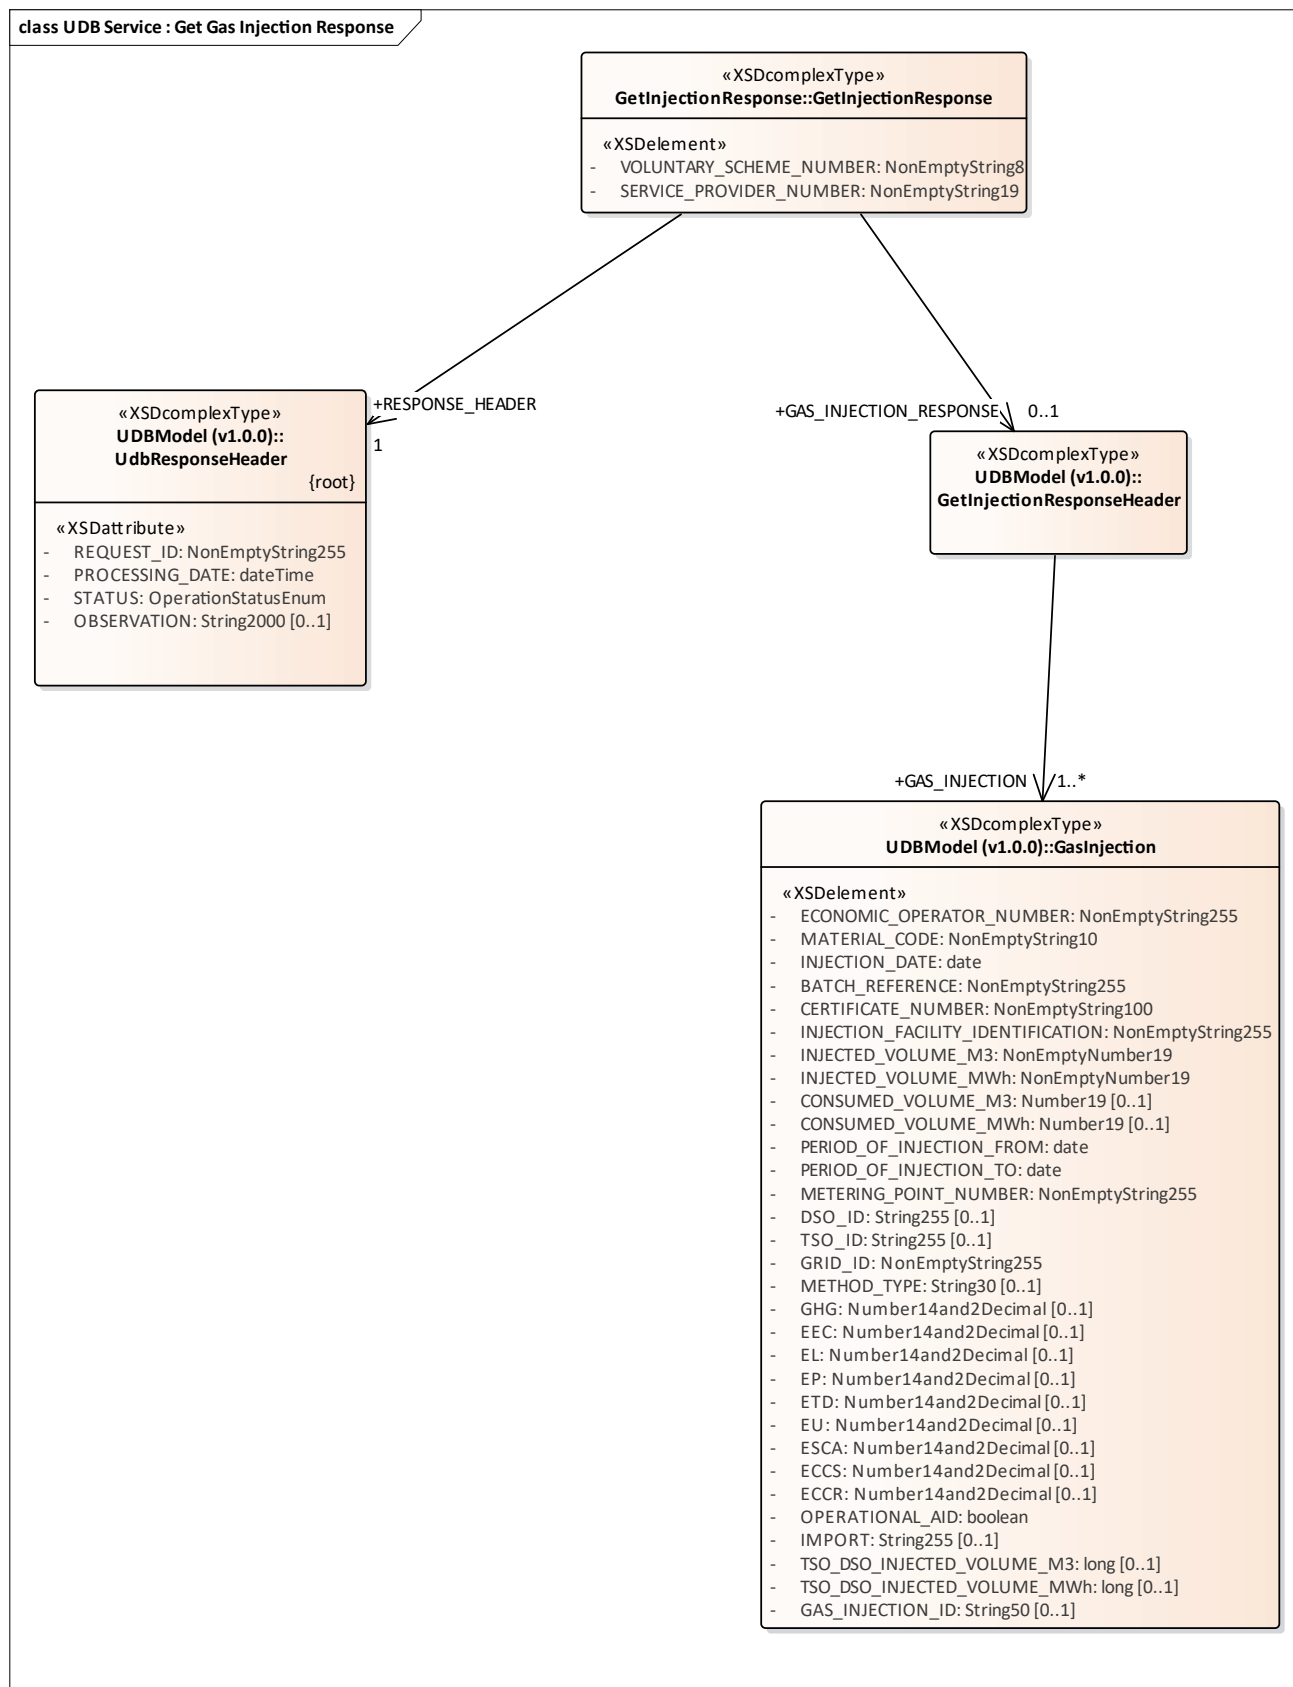 class UDB Service : Get Gas Injection Response
«XSDcomplexType»
GetInjectionResponse::GetInjectionResponse
«XSDelement»
- VOLUNTARY_SCHEME_NUMBER: NonEmptyString8
- SERVICE_PROVIDER_NUMBER: NonEmptyString19
+RESPONSE_HEADER
1
«XSDcomplexType»
UDBModel (v1.0.0)::
UdbResponseHeader
{root}
«XSDattribute»
- REQUEST_ID: NonEmptyString255
- PROCESSING_DATE: dateTime
- STATUS: OperationStatusEnum
- OBSERVATION: String2000 [0..1]
+GAS_INJECTION_RESPONSE 0..1
«XSDcomplexType»
UDBModel (v1.0.0)::
GetInjectionResponseHeader
+GAS_INJECTION 1..*
«XSDcomplexType»
UDBModel (v1.0.0)::GasInjection
«XSDelement»
- ECONOMIC_OPERATOR_NUMBER: NonEmptyString255
- MATERIAL_CODE: NonEmptyString10
- INJECTION_DATE: date
- BATCH_REFERENCE: NonEmptyString255
- CERTIFICATE_NUMBER: NonEmptyString100
- INJECTION_FACILITY_IDENTIFICATION: NonEmptyString255
- INJECTED_VOLUME_M3: NonEmptyNumber19
- INJECTED_VOLUME_MWh: NonEmptyNumber19
- CONSUMED_VOLUME_M3: Number19 [0..1]
- CONSUMED_VOLUME_MWh: Number19 [0..1]
- PERIOD_OF_INJECTION_FROM: date
- PERIOD_OF_INJECTION_TO: date
- METERING_POINT_NUMBER: NonEmptyString255
- DSO_ID: String255 [0..1]
- TSO_ID: String255 [0..1]
- GRID_ID: NonEmptyString255
- METHOD_TYPE: String30 [0..1]
- GHG: Number14and2Decimal [0..1]
- EEC: Number14and2Decimal [0..1]
- EL: Number14and2Decimal [0..1]
- EP: Number14and2Decimal [0..1]
- ETD: Number14and2Decimal [0..1]
- EU: Number14and2Decimal [0..1]
- ESCA: Number14and2Decimal [0..1]
- ECCS: Number14and2Decimal [0..1]
- ECCR: Number14and2Decimal [0..1]
- OPERATIONAL_AID: boolean
- IMPORT: String255 [0..1]
- TSO_DSO_INJECTED_VOLUME_M3: long [0..1]
- TSO_DSO_INJECTED_VOLUME_MWh: long [0..1]
- GAS_INJECTION_ID: String50 [0..1]